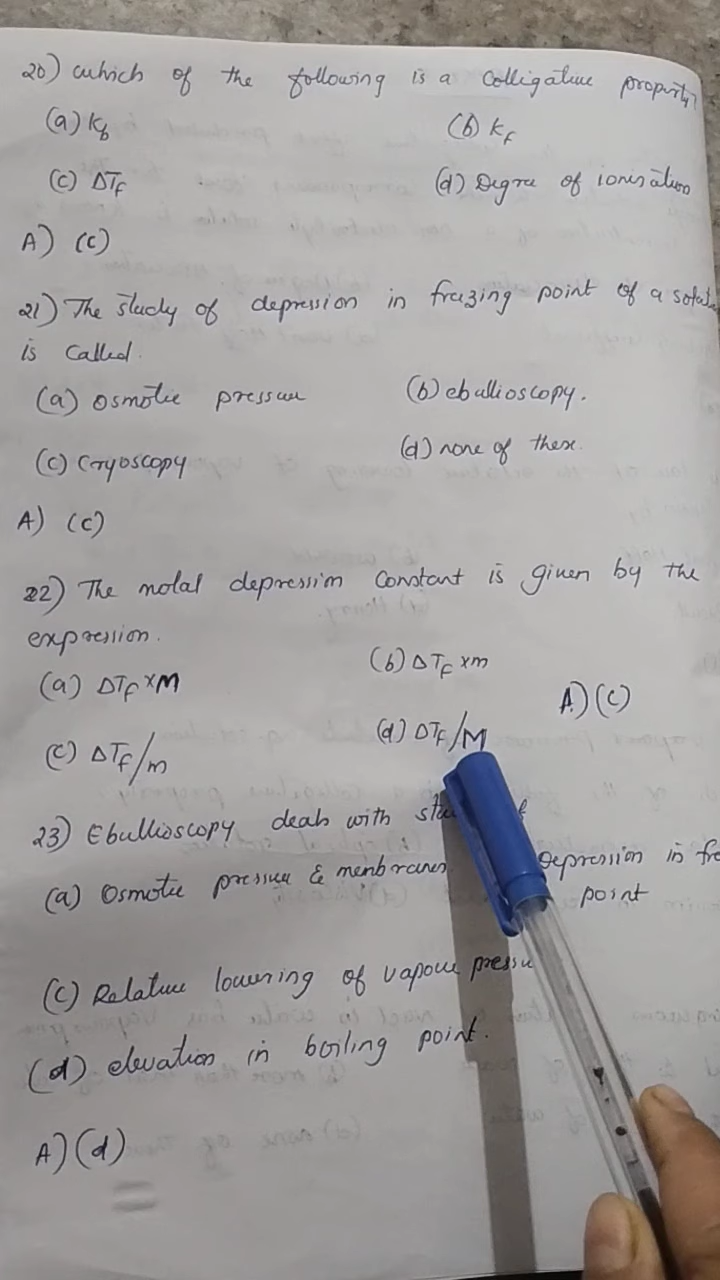 20) which of the following is a colligative property?
(a) Kb (b) Kf
(c) ΔTf (d) Degree of ionisation
A) (c)
21) The study of depression in freezing point of a
is called.
(a) osmotic pressure (b) ebullioscopy.
(c) Cryoscopy (d) none of these.
A) (c)
22) The molal depression constant is given by the
expression.
(a) ΔTf × M (b) ΔTf × m
(c) ΔTf/m (d) ΔTf/M A) (c)
23) Ebullioscopy deals with
(a) Osmotic pressure & menbranes Depression in
point
(c) Relative lowering of vapour
(d) elevation in boiling point.
A) (d)